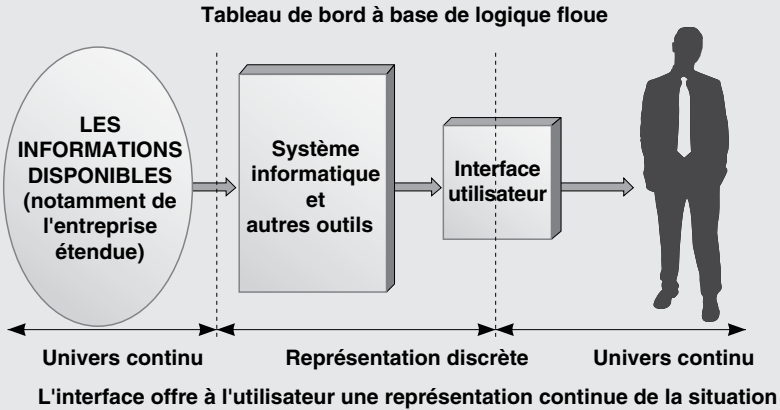 Tableau de bord à base de logique floue
LES
INFORMATIONS
DISPONIBLES
(notamment de
l'entreprise
étendue)
Système
informatique
et
autres outils
Interface
utilisateur
Univers continu
Représentation discrète
Univers continu
L'interface offre à l'utilisateur une représentation continue de la situation